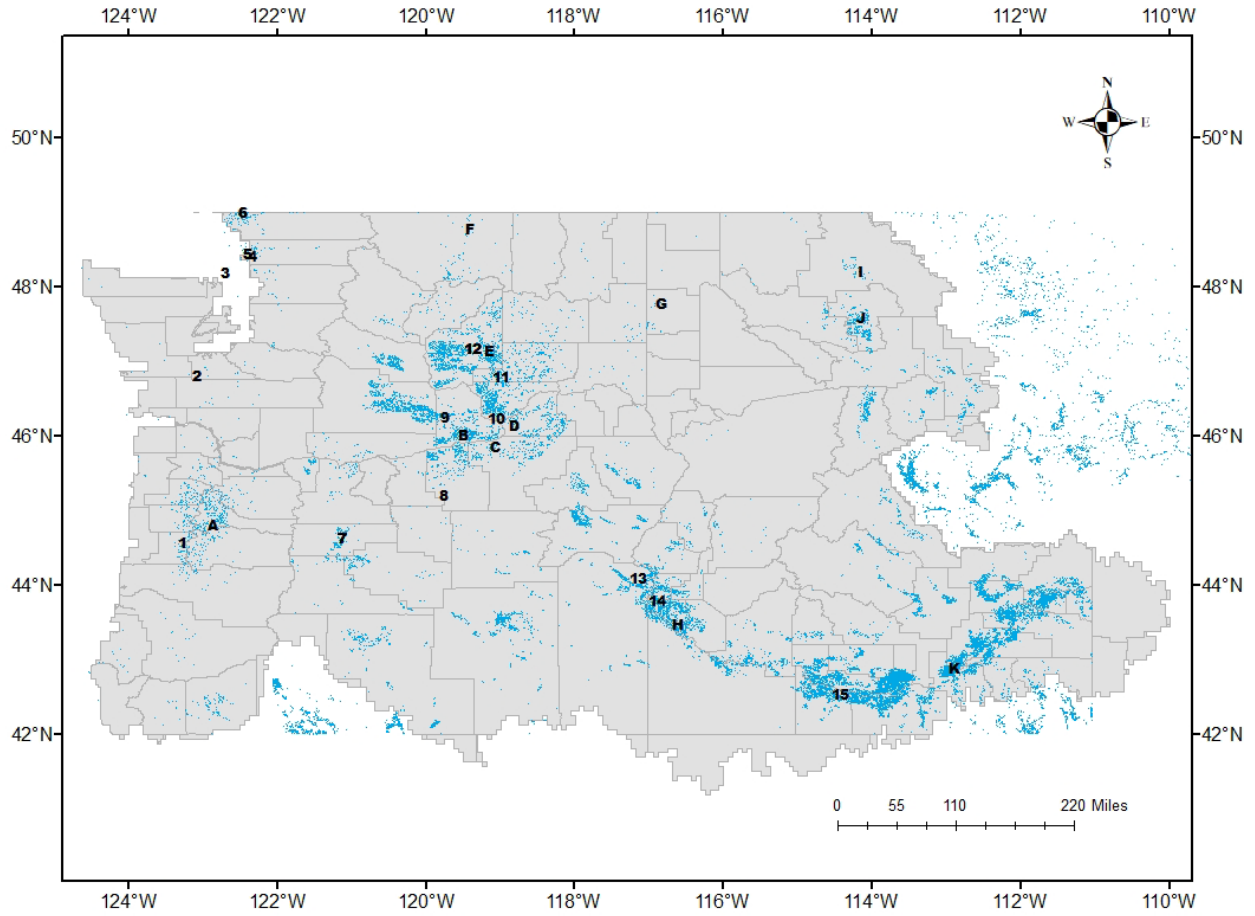 124°W 122°W 120°W 118°W 116°W 114°W 112°W 110°W
N
W E
S
50°N 50°N
6
F
5 4
3
I
48°N 48°N
G
J
12 E
2 11
9 10
D
46°N B 46°N
C
8
A
7
1
13
44°N 44°N
14
H
K
15
42°N 42°N
0 55 110 220 Miles
124°W 122°W 120°W 118°W 116°W 114°W 112°W 110°W